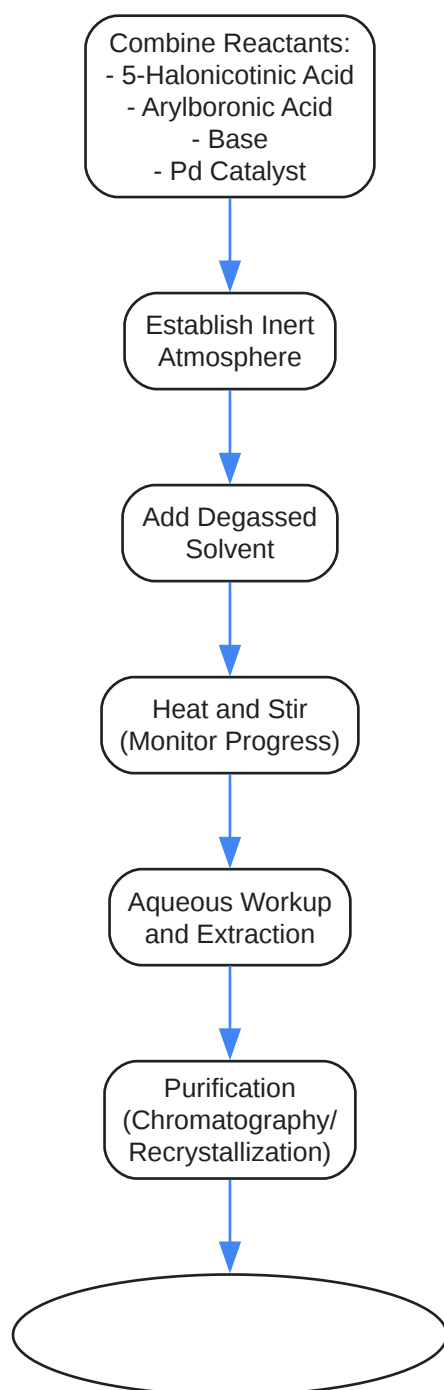 Combine Reactants:
- 5-Halonicotinic Acid
- Arylboronic Acid
- Base
- Pd Catalyst
Establish Inert
Atmosphere
Add Degassed
Solvent
Heat and Stir
(Monitor Progress)
Aqueous Workup
and Extraction
Purification
(Chromatography/
Recrystallization)